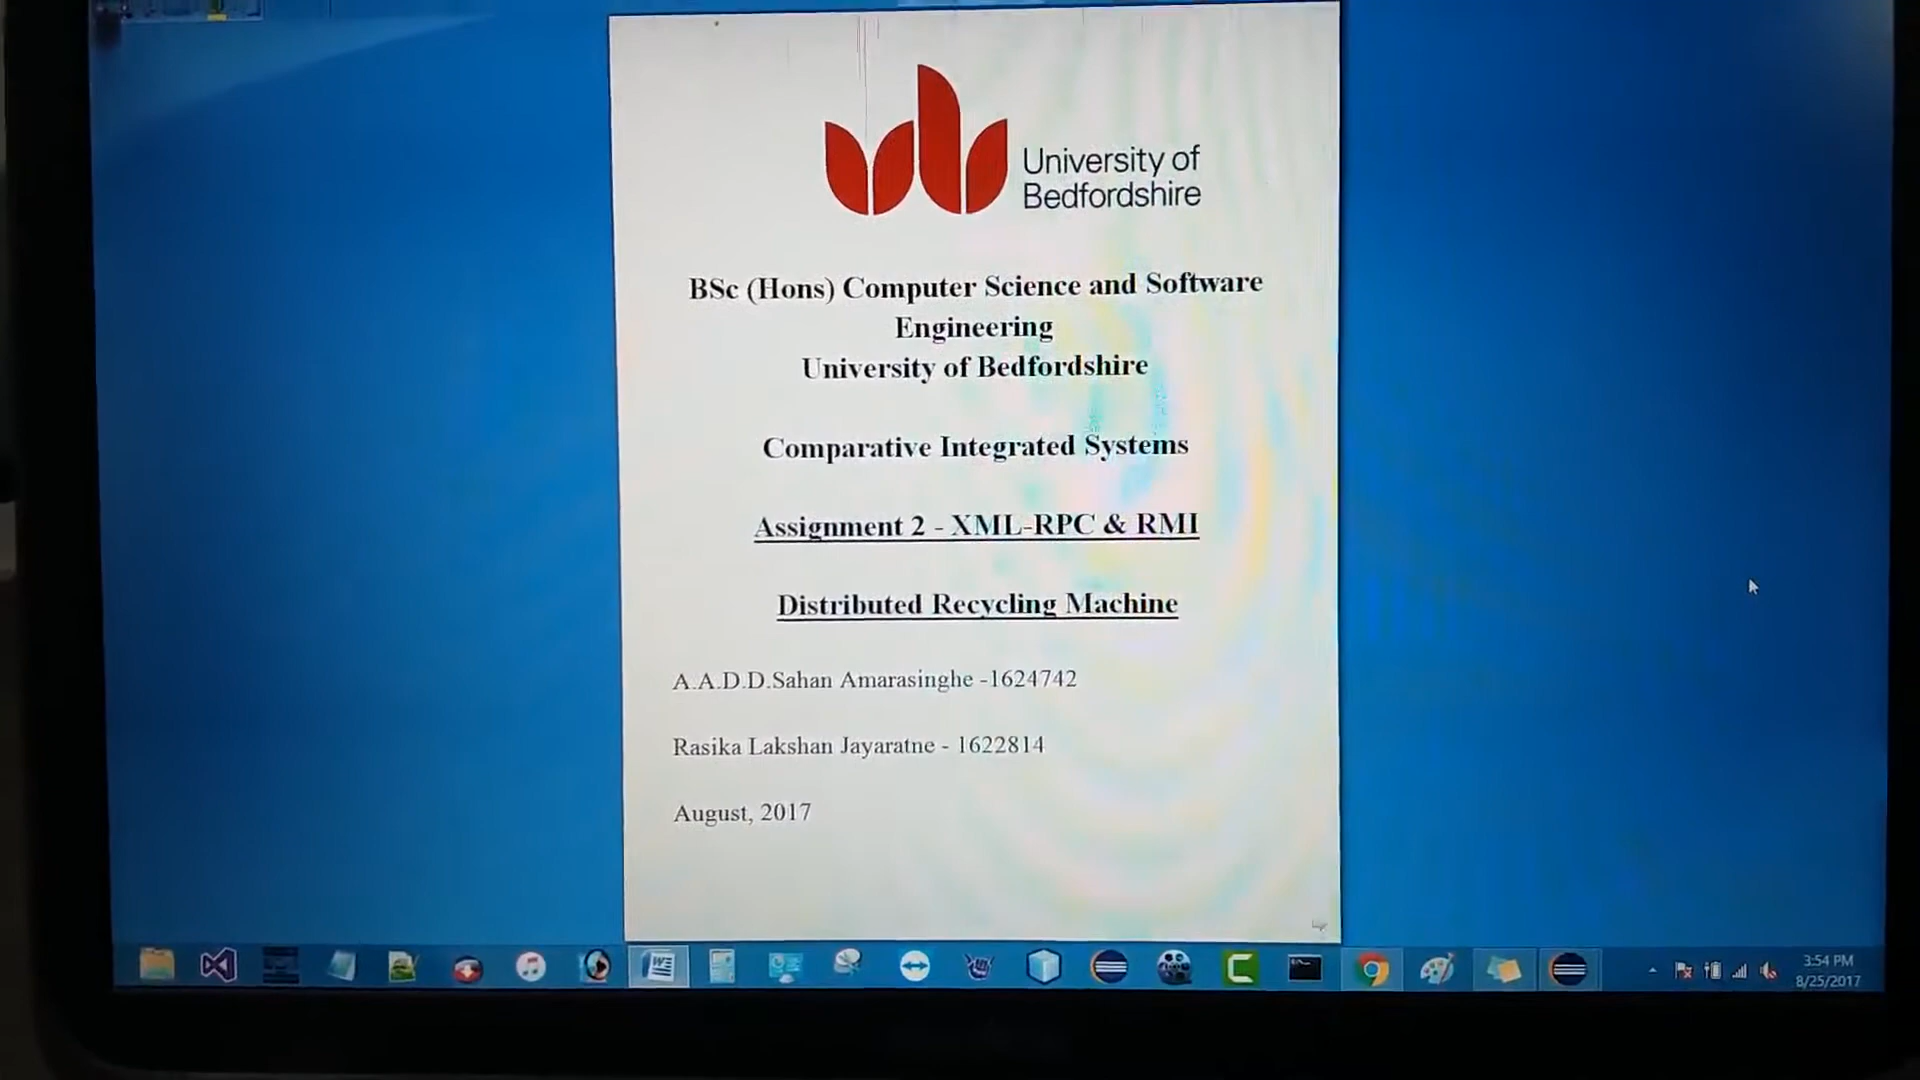 University of
Bedfordshire
BSc (Hons) Computer Science and Software
Engineering
University of Bedfordshire
Comparative Integrated Systems
Assignment 2 - XML-RPC & RMI
Distributed Recycling Machine
A.A.D.D.Sahan Amarasinghe -1624742
Rasika Lakshan Jayaratne - 1622814
August, 2017
3:54 PM
8/25/2017